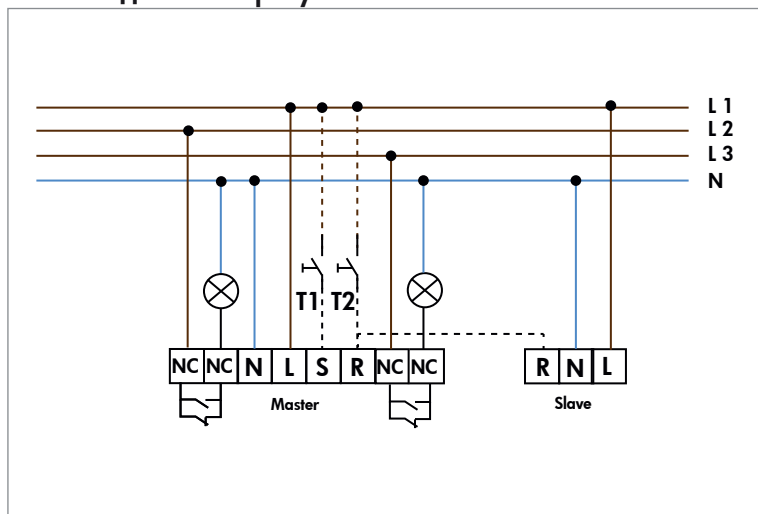 L 1
L 2
L 3
N
T1 T2
NC NC N L S R NC NC
R N L
Master
Slave